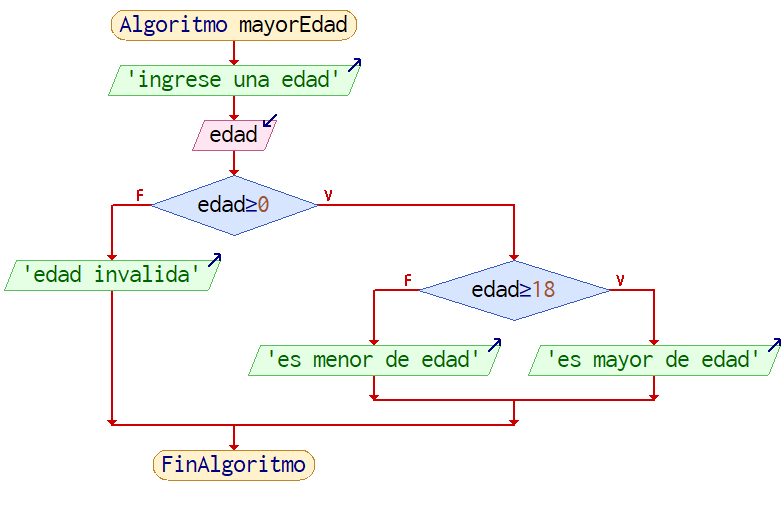 Algoritmo mayorEdad
'ingrese una edad'
edad
edad≥0
F
V
'edad invalida'
edad≥18
F
V
'es menor de edad'
'es mayor de edad'
FinAlgoritmo